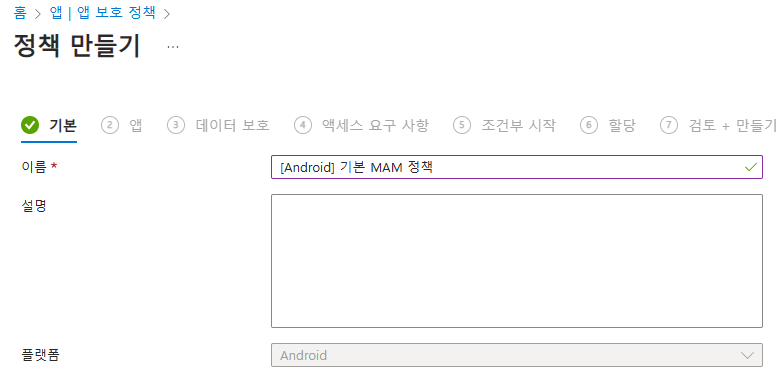 홈 > 앱 | 앱 보호 정책 >
정책 만들기 ...
기본 2 앱 3 데이터 보호 4 액세스 요구 사항 5 조건부 시작 6 할당 7 검토 + 만들기
이름 * [Android] 기본 MAM 정책
설명
플랫폼 Android